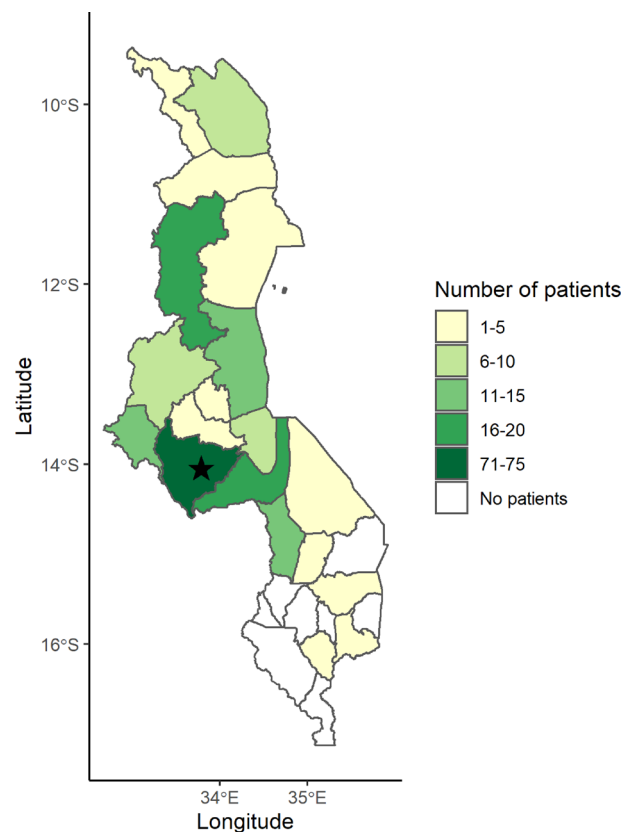 10°S
12°S
14°S
16°S
Latitude
34°E
35°E
Longitude
Number of patients
1-5
6-10
11-15
16-20
71-75
No patients